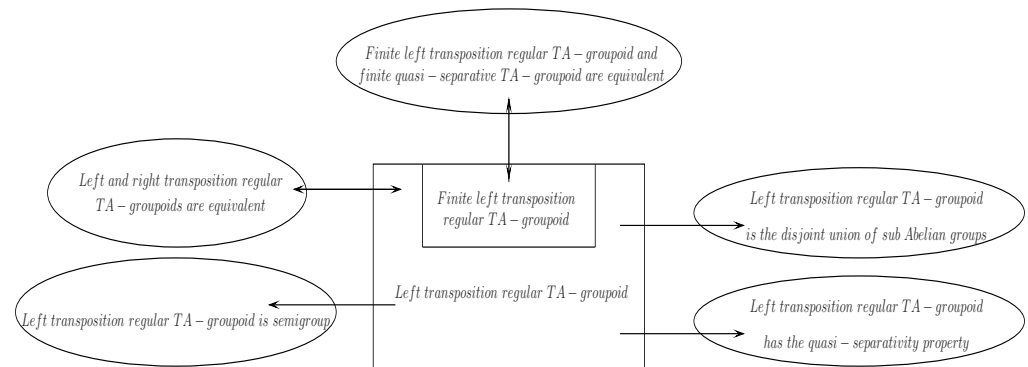 Finite left transposition regular TA – groupoid and
finite quasi – separative TA – groupoid are equivalent
Left and right transposition regular
TA – groupoids are equivalent
Finite left transposition
regular TA – groupoid
Left transposition regular TA – groupoid
is the disjoint union of sub Abelian groups
Left transposition regular TA – groupoid
Left transposition regular TA – groupoid is semigroup
Left transposition regular TA – groupoid
has the quasi – separativity property